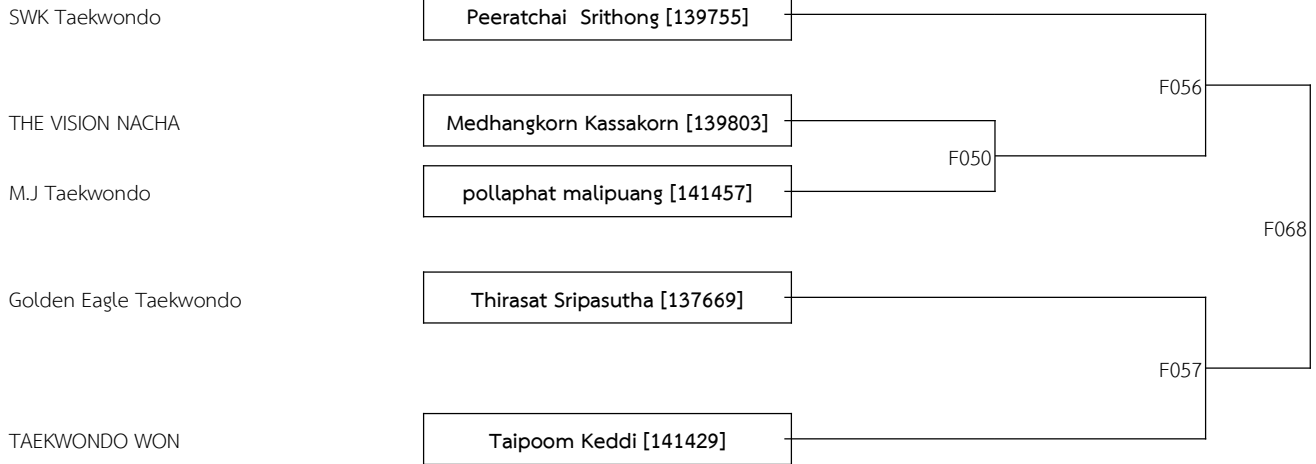 SWK Taekwondo Peeratchai Srithong [139755]
F056
THE VISION NACHA Medhangkorn Kassakorn [139803]
F050
M.J Taekwondo pollaphat malipuang [141457]
F068
Golden Eagle Taekwondo Thirasat Sripasutha [137669]
F057
TAEKWONDO WON Taipoom Keddi [141429]